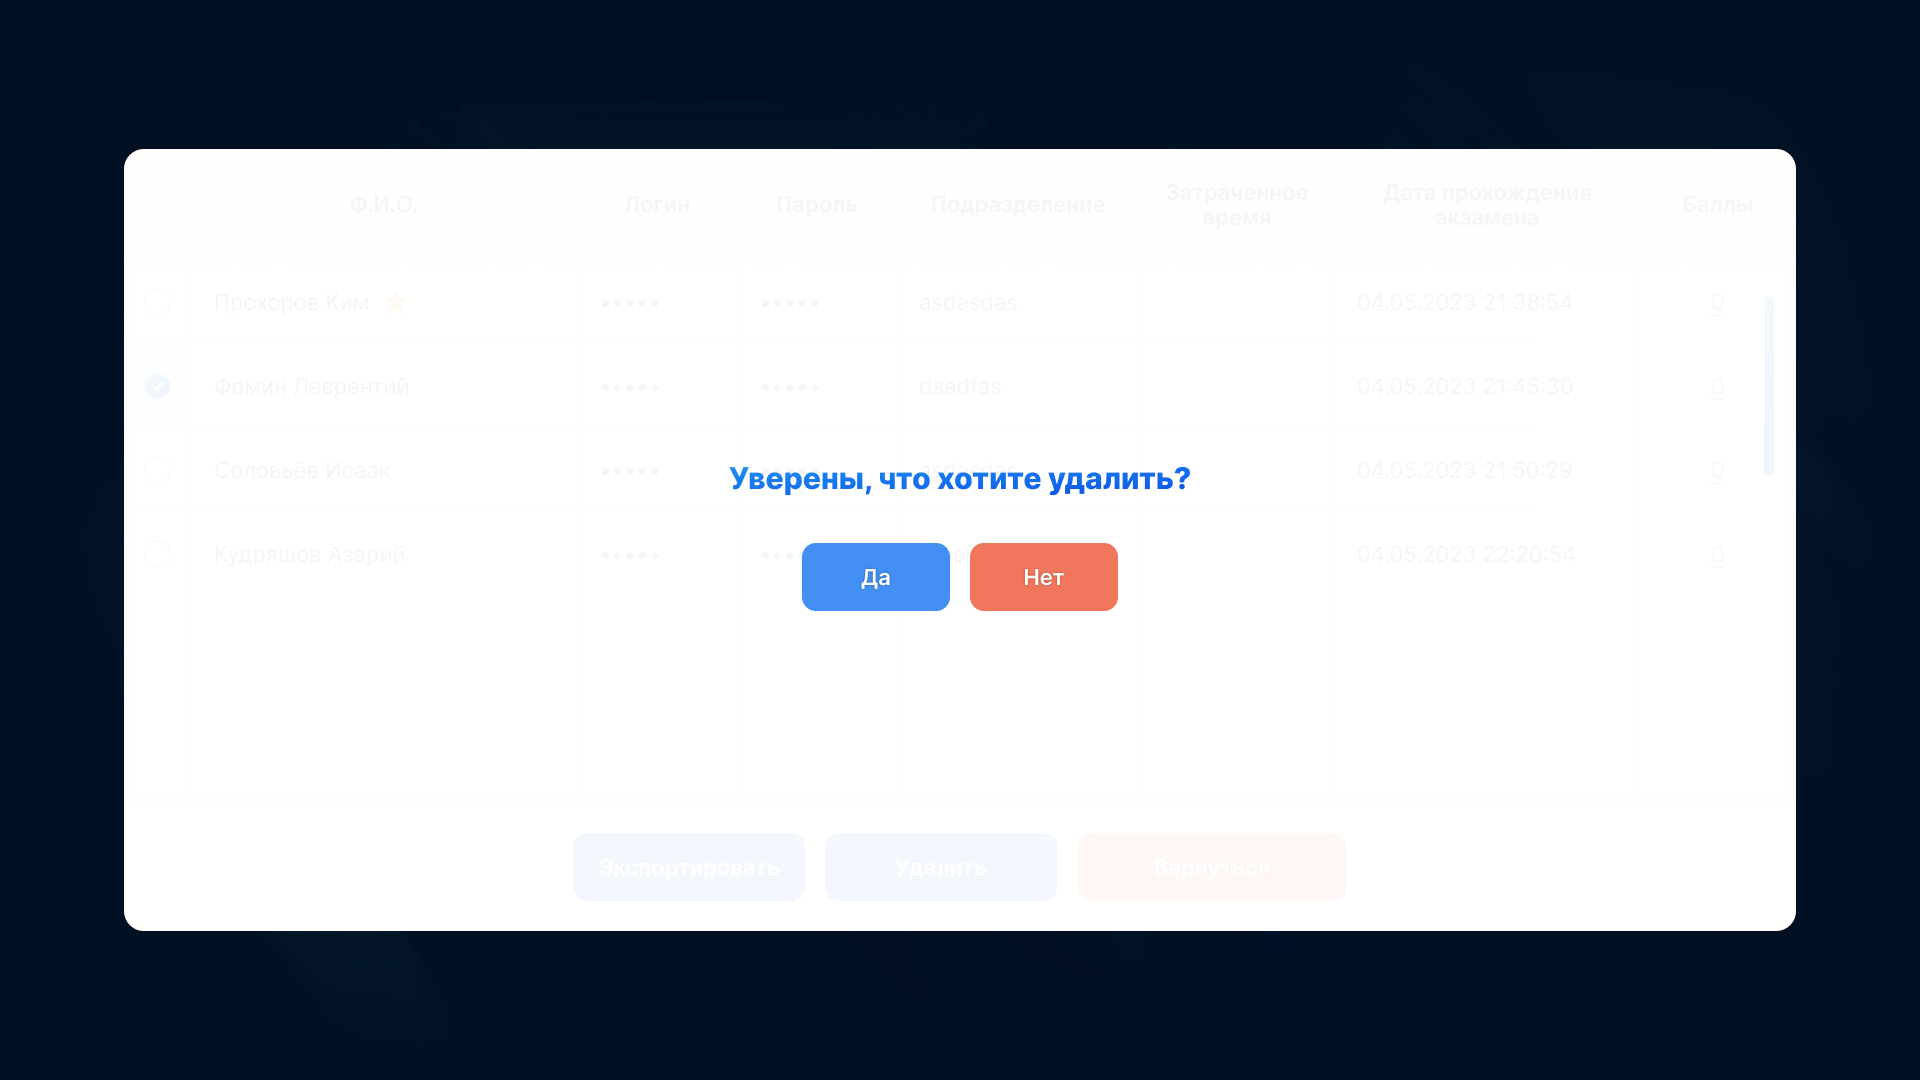 Ф.И.О.
Логин
Пароль
Подразделение
Затраченное
время
Дата прохождения
экзамена
Баллы
Прохоров Ким ••••• ••••• asdasdas 04.05.2023 21:38:54 0
Фомин Лаврентий ••••• ••••• dsadfas 04.05.2023 21:45:30 0
Соловьёв Исаак ••••• 04.05.2023 21:50:29 0
Уверены, что хотите удалить?
Кудряшов Азарий ••••• 04.05.2023 22:20:54 0
Да
Нет
Экспортировать
Удалить
Вернуться